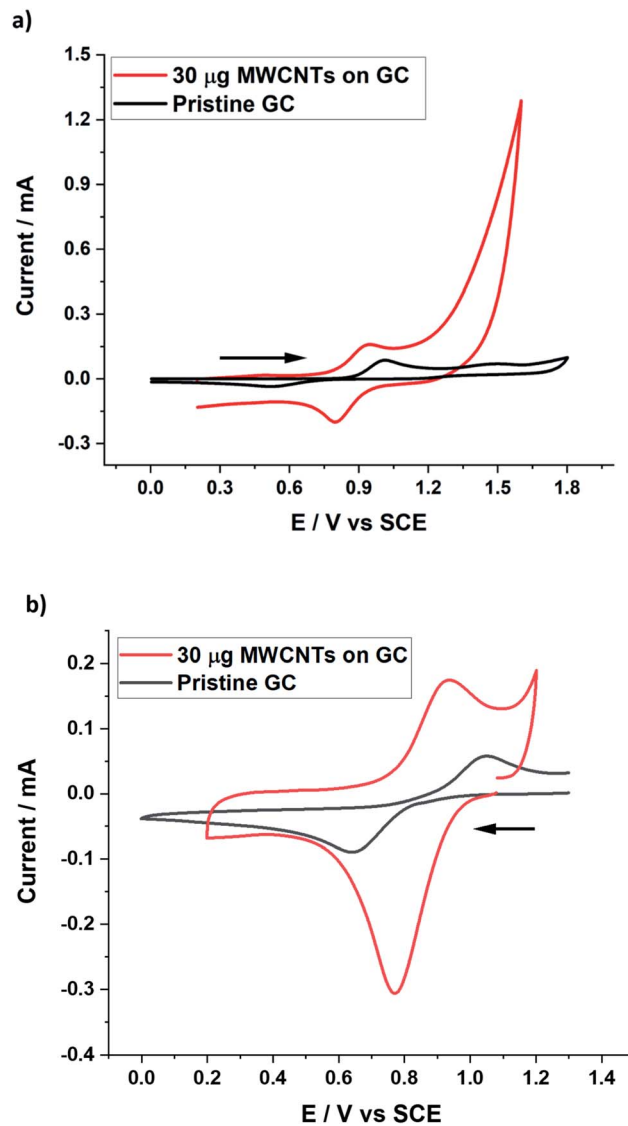 a)
1.5
30 μg MWCNTs on GC
Pristine GC
1.2
0.9
0.6
0.3
0.0
-0.3
Current / mA
0.0 0.3 0.6 0.9 1.2 1.5 1.8
E / V vs SCE
b)
0.2
30 μg MWCNTs on GC
Pristine GC
0.1
0.0
-0.1
-0.2
-0.3
-0.4
Current / mA
0.0 0.2 0.4 0.6 0.8 1.0 1.2 1.4
E / V vs SCE